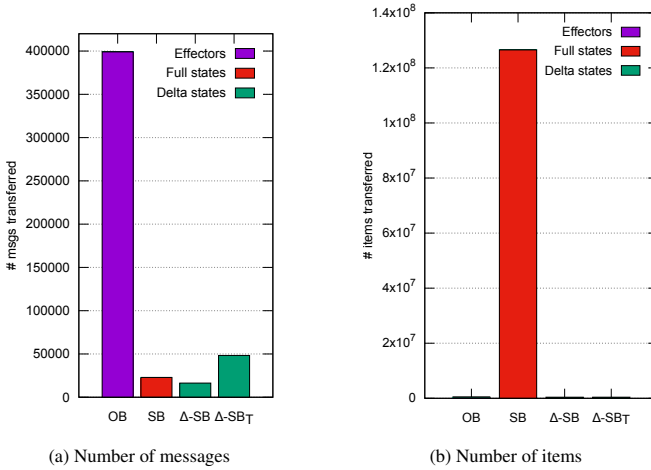 400000
350000
300000
250000
200000
150000
100000
50000
0
# msgs transferred
Effectors
Full states
Delta states
OB SB Δ-SB Δ-SBT
(a) Number of messages
1.4x10^8
1.2x10^8
1x10^8
8x10^7
6x10^7
4x10^7
2x10^7
0
# items transferred
Effectors
Full states
Delta states
OB SB Δ-SB Δ-SBT
(b) Number of items